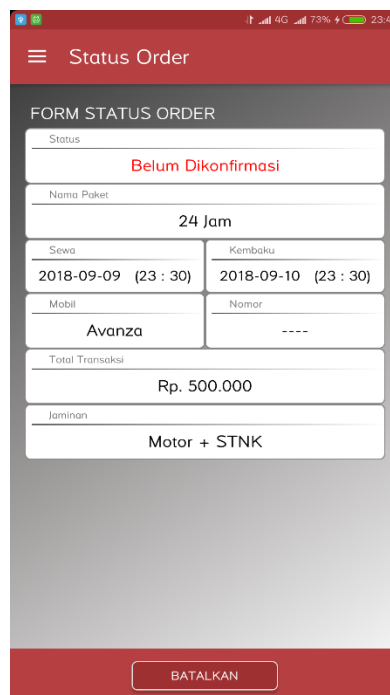 4G 73% 23:4
Status Order
FORM STATUS ORDER
Status
Belum Dikonfirmasi
Nama Paket
24 Jam
Sewa Kembaku
2018-09-09 (23 : 30) 2018-09-10 (23 : 30)
Mobil Nomor
Avanza ----
Total Transaksi
Rp. 500.000
Jaminan
Motor + STNK
BATALKAN